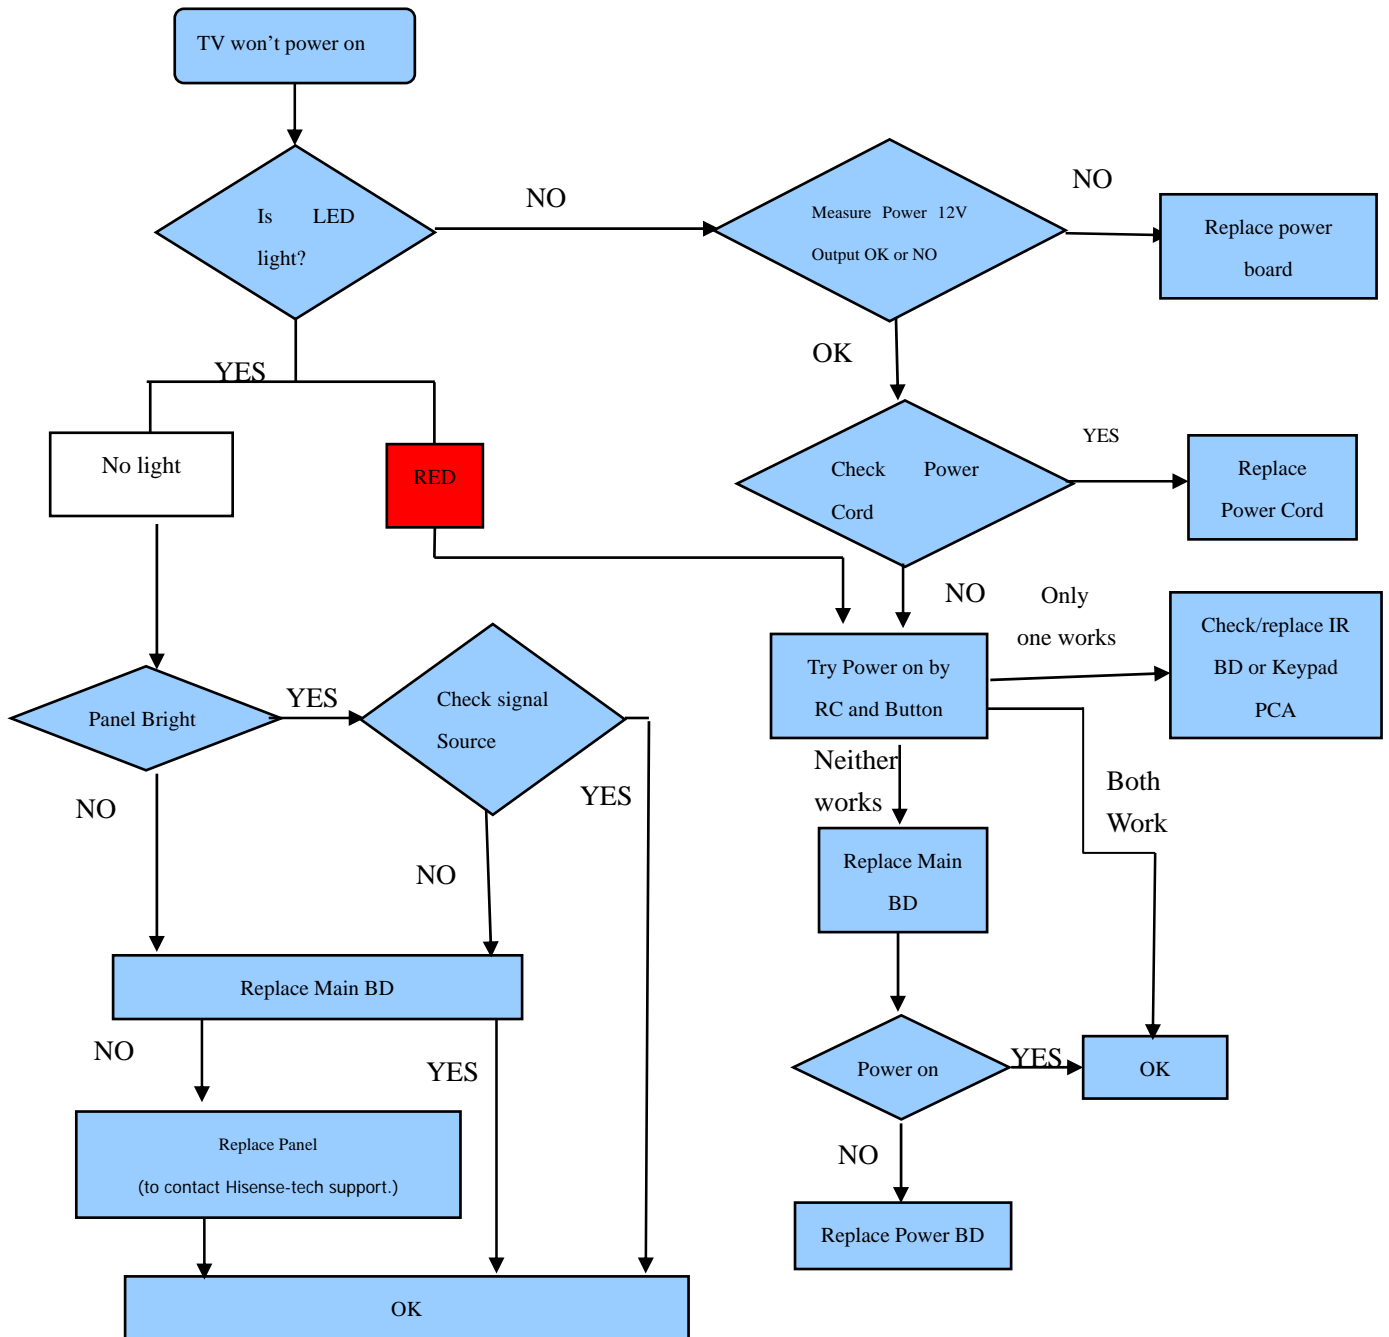 TV won’t power on
Is LED
light?
NO
Measure Power 12V
Output OK or NO
NO
Replace power
board
YES
OK
No light
RED
Check Power
Cord
YES
Replace
Power Cord
NO
Only
one works
Check/replace IR
BD or Keypad
PCA
Try Power on by
RC and Button
Panel Bright
YES
Check signal
Source
YES
NO
NO
Neither
works
Both
Work
Replace Main
BD
Replace Main BD
NO
YES
Power on
YES
OK
Replace Panel
(to contact Hisense-tech support.)
NO
Replace Power BD
OK